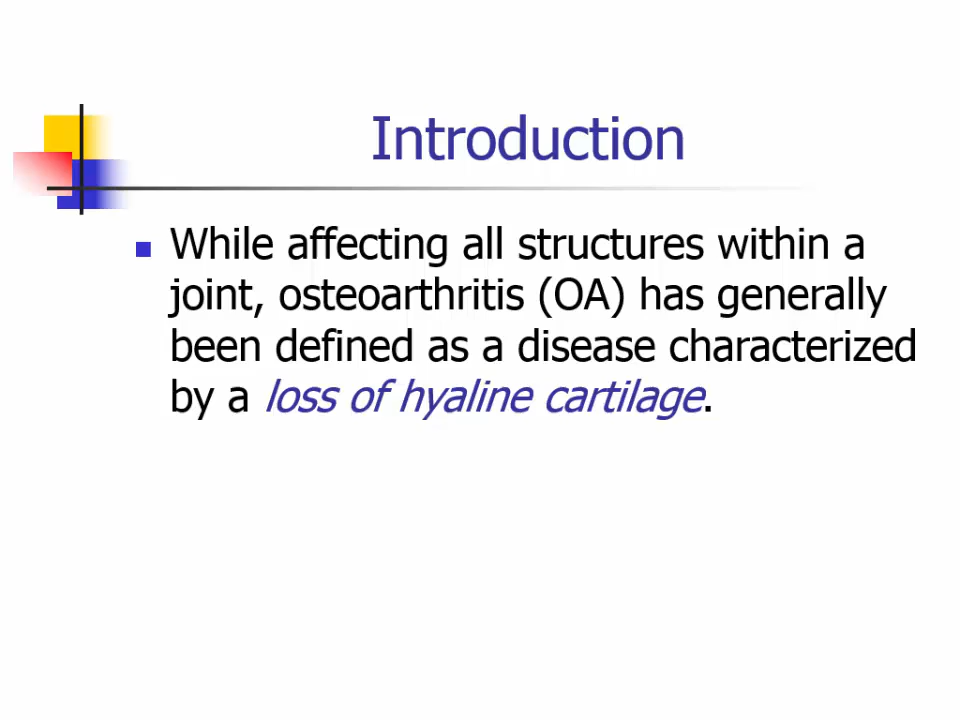 Introduction
While affecting all structures within a
joint, osteoarthritis (OA) has generally
been defined as a disease characterized
by a loss of hyaline cartilage.